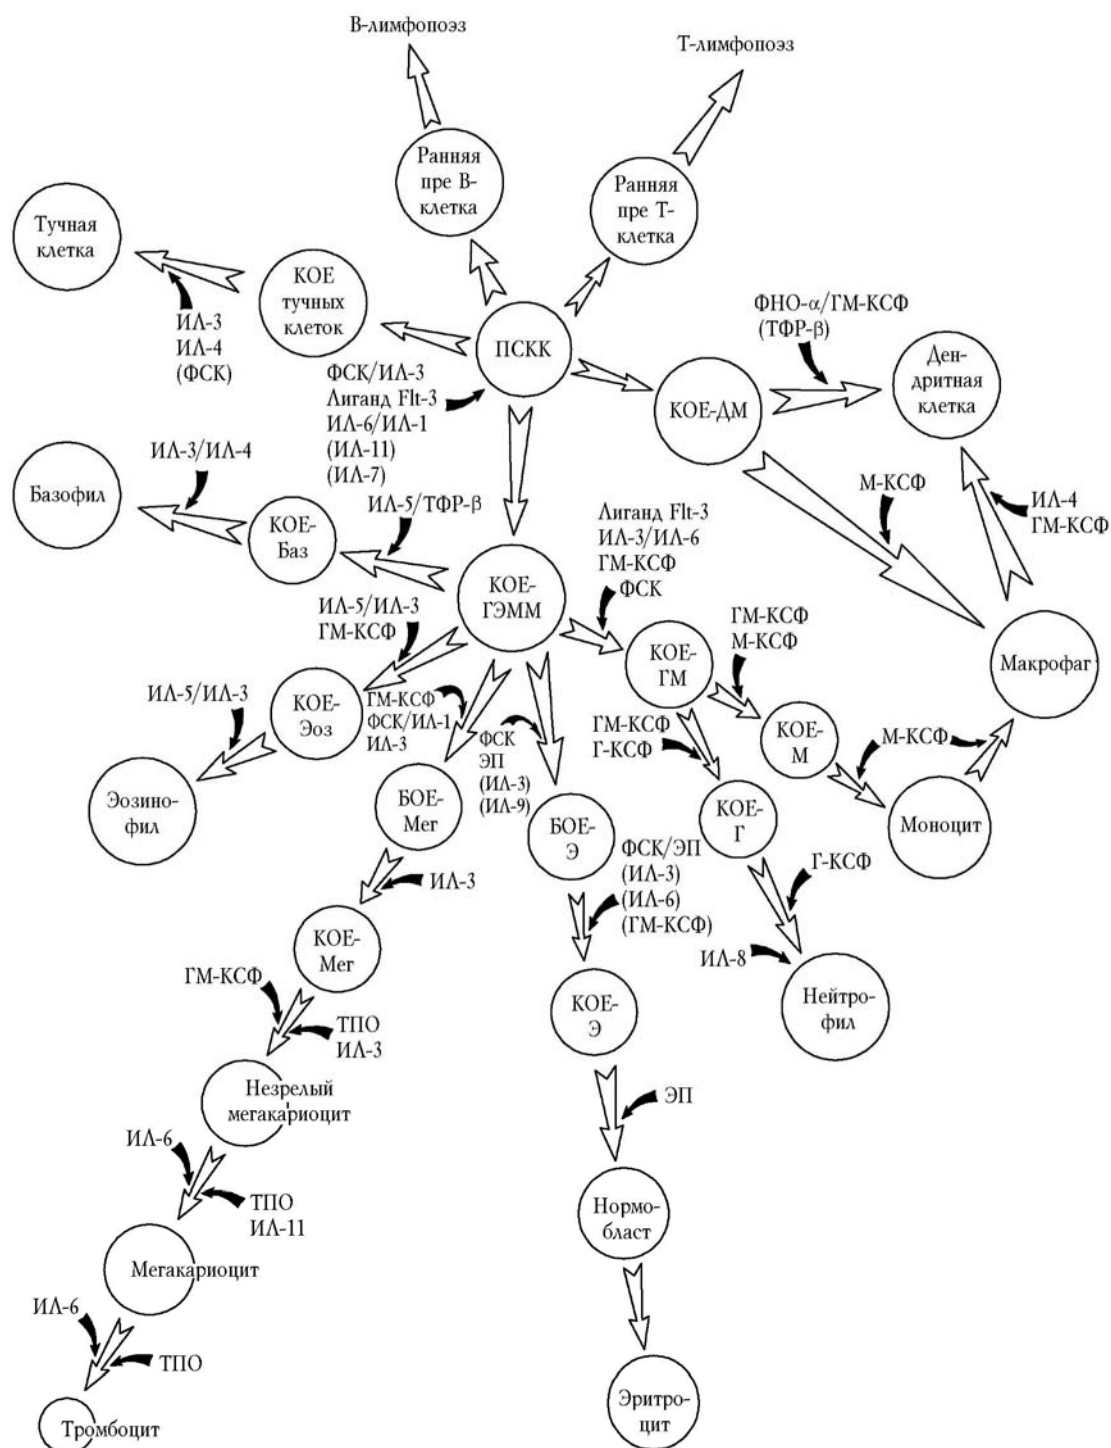 В-лимфопоэз
Т-лимфопоэз
Ранняя
пре В-
клетка
Ранняя
пре Т-
клетка
Тучная
клетка
КОЕ
тучных
клеток
ИЛ-3
ИЛ-4
(ФСК)
ПСКК
ФНО-α/ГМ-КСФ
(ТФР-β)
Ден-
дритная
клетка
КОЕ-ДМ
ФСК/ИЛ-3
Лиганд Flt-3
ИЛ-6/ИЛ-1
(ИЛ-11)
(ИЛ-7)
ИЛ-3/ИЛ-4
Базофил
КОЕ-
Баз
ИЛ-5/ТФР-β
М-КСФ
ИЛ-4
ГМ-КСФ
Лиганд Flt-3
ИЛ-3/ИЛ-6
ГМ-КСФ
ФСК
КОЕ-
ГЭММ
ИЛ-5/ИЛ-3
ГМ-КСФ
КОЕ-
ГМ
ГМ-КСФ
М-КСФ
Макрофаг
ИЛ-5/ИЛ-3
КОЕ-
Эоз
ГМ-КСФ
ФСК/ИЛ-1
ИЛ-3
ФСК
ЭП
(ИЛ-3)
(ИЛ-9)
ГМ-КСФ
Г-КСФ
КОЕ-
М
М-КСФ
Эозино-
фил
БОЕ-
Мег
БОЕ-
Э
КОЕ-
Г
Моноцит
ФСК/ЭП
(ИЛ-3)
(ИЛ-6)
(ГМ-КСФ)
Г-КСФ
ИЛ-3
КОЕ-
Мег
ИЛ-8
Нейтро-
фил
ГМ-КСФ
ТПО
ИЛ-3
КОЕ-
Э
Незрелый
мегакариоцит
ЭП
ИЛ-6
ТПО
ИЛ-11
Нормо-
бласт
Мегакариоцит
ИЛ-6
ТПО
Тромбоцит
Эритро-
цит